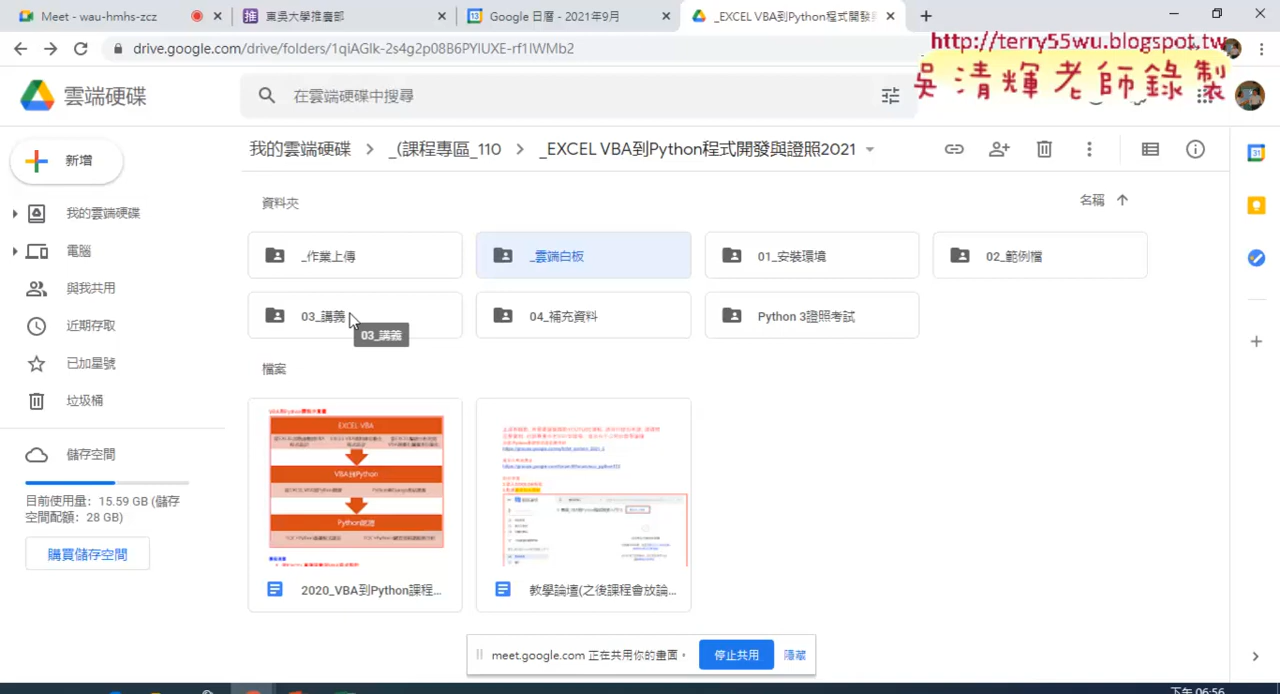 Meet - wau-hmhs-zcz
東吳大學推廣部
Google 日曆 - 2021年9月
_EXCEL VBA到Python程式開發與
drive.google.com/drive/folders/1qiAGlk-2s4g2p08B6PYlUXE-rf1IWMb2
http://terry55wu.blogspot.tw
吳清輝老師錄製
雲端硬碟
在雲端硬碟中搜尋
新增
我的雲端硬碟
_(課程專區_110
_EXCEL VBA到Python程式開發與證照2021
資料夾
名稱
我的雲端硬碟
電腦
與我共用
近期存取
已加星號
垃圾桶
儲存空間
目前使用量：15.59 GB (儲存
空間配額：28 GB)
購買儲存空間
_作業上傳
_雲端白板
01_安裝環境
02_範例檔
03_講義
04_補充資料
Python 3證照考試
03_講義
檔案
EXCEL VBA
VBA到Python
Python認證
2020_VBA到Python課程...
教學論壇(之後課程會放論...
meet.google.com 正在共用你的畫面。
停止共用
隱藏
下午 06:56